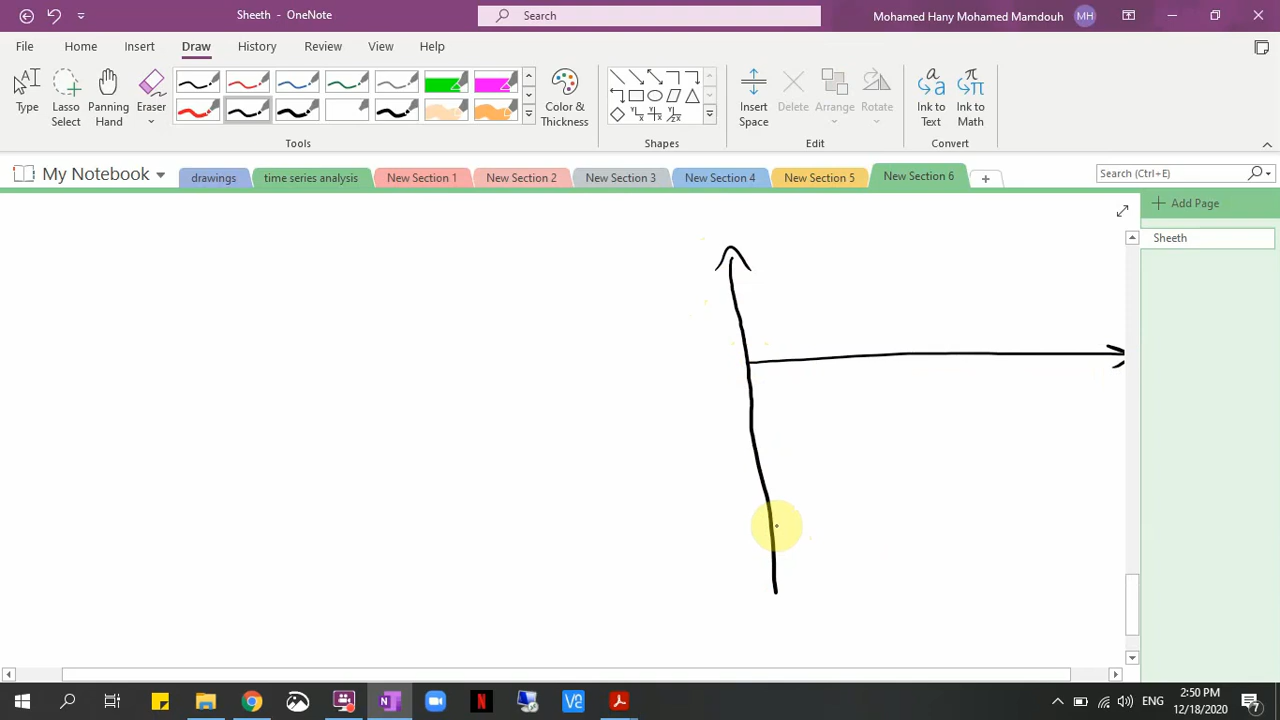 Sheeth - OneNote
Search
Mohamed Hany Mohamed Mamdouh MH
File Home Insert Draw History Review View Help
Type
Lasso Select
Panning Hand
Eraser
Color & Thickness
Insert Space
Delete
Arrange
Rotate
Ink to Text
Ink to Math
Tools
Shapes
Edit
Convert
My Notebook
drawings
time series analysis
New Section 1
New Section 2
New Section 3
New Section 4
New Section 5
New Section 6
Search (Ctrl+E)
Add Page
Sheeth
ENG
2:50 PM
12/18/2020
7